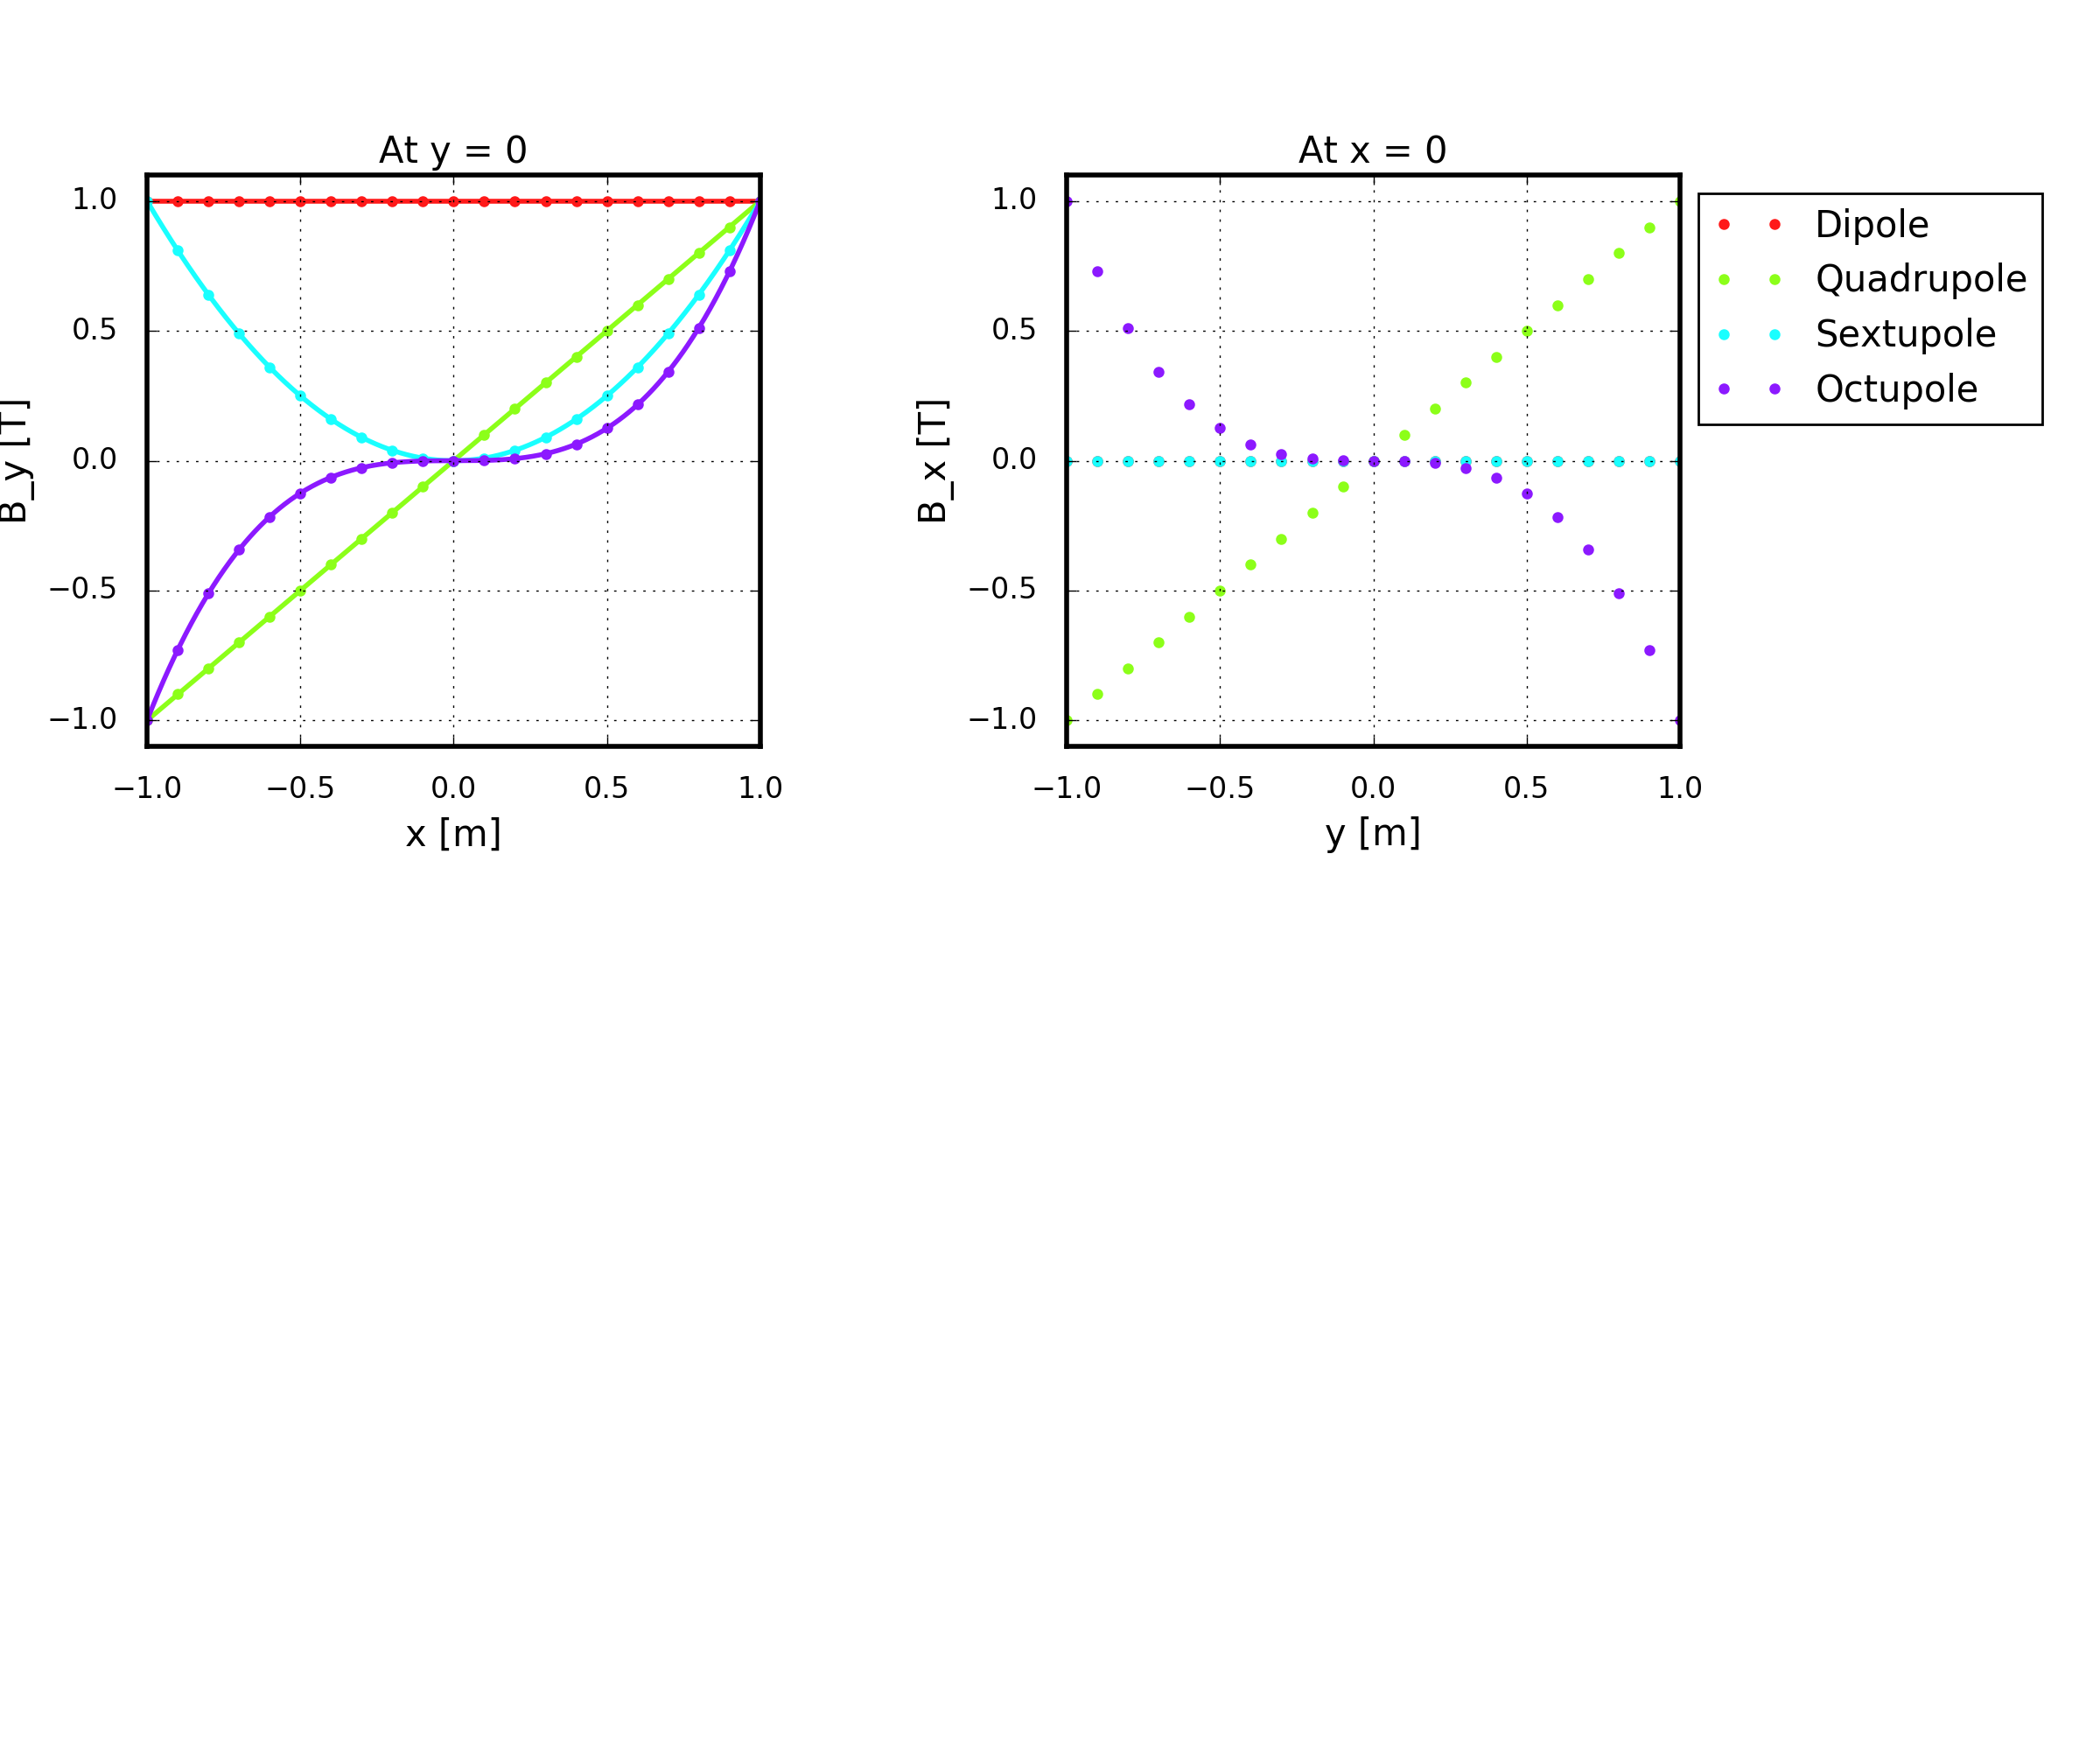 At y = 0
1.0
0.5
0.0
−0.5
−1.0
B_y [T]
−1.0 −0.5 0.0 0.5 1.0
x [m]
At x = 0
1.0
0.5
0.0
−0.5
−1.0
B_x [T]
−1.0 −0.5 0.0 0.5 1.0
y [m]
Dipole
Quadrupole
Sextupole
Octupole